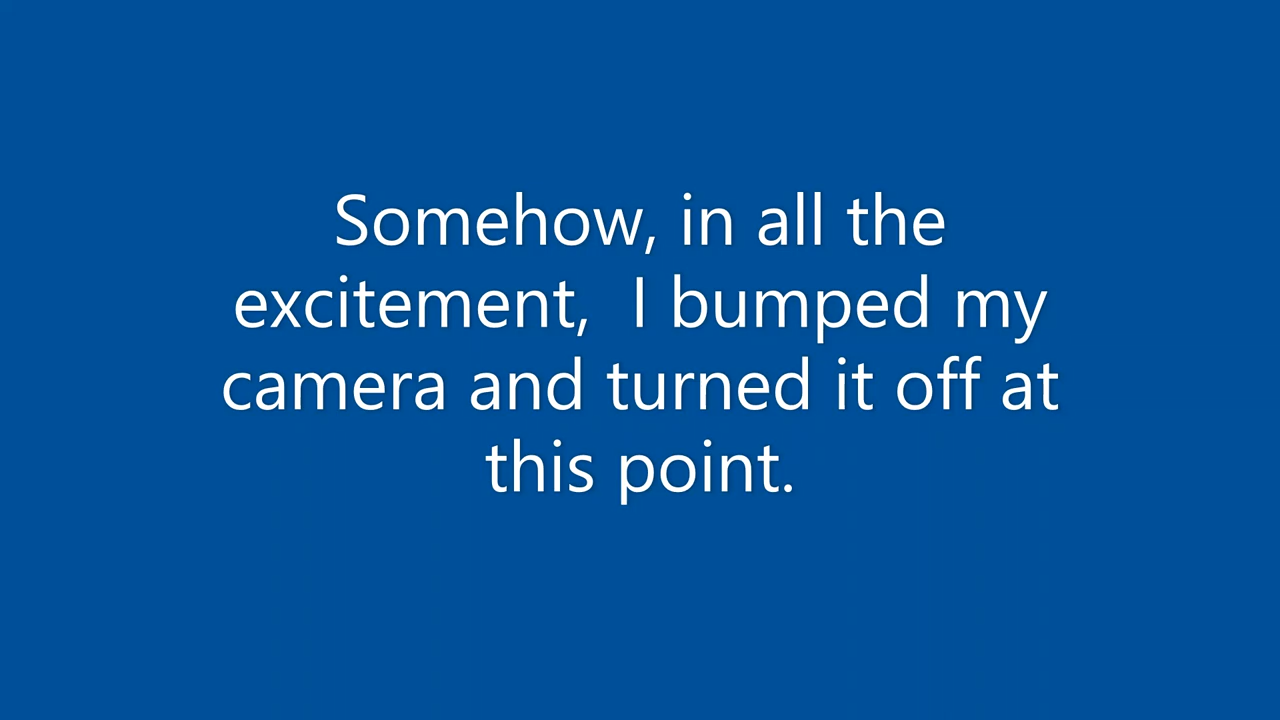 Somehow, in all the
excitement,  I bumped my
camera and turned it off at
this point.